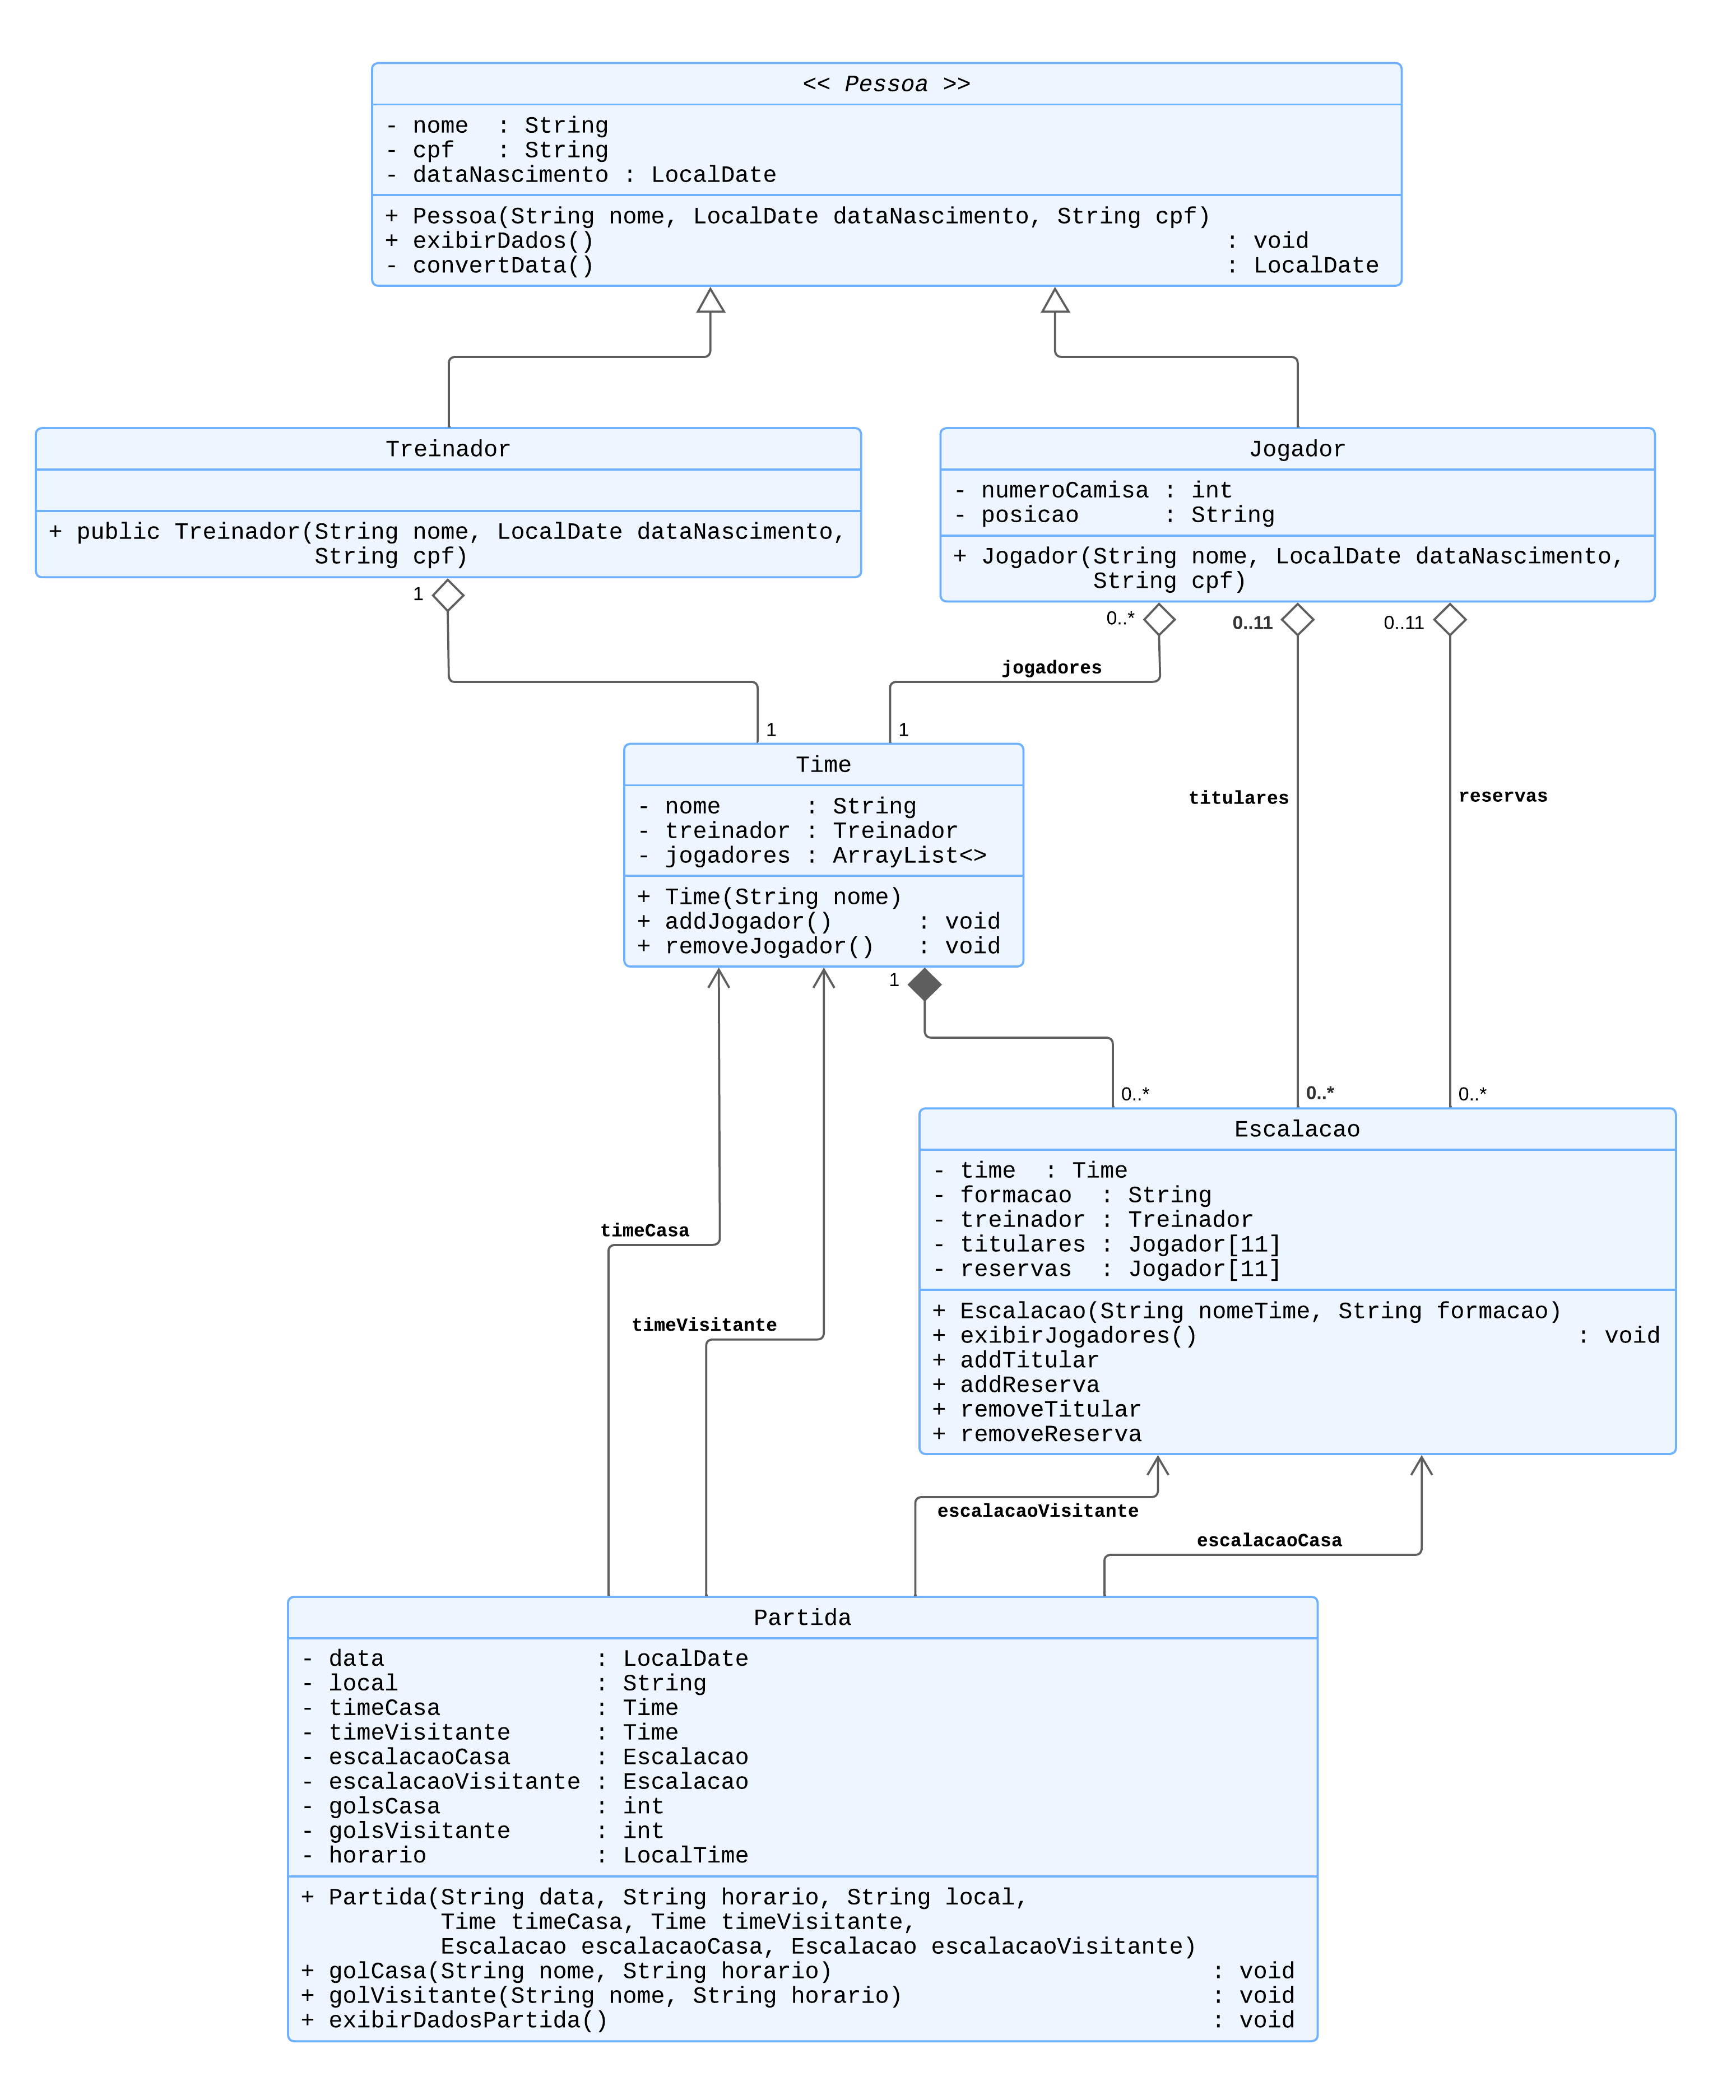 << Pessoa >>
- nome  : String
- cpf   : String
- dataNascimento : LocalDate
+ Pessoa(String nome, LocalDate dataNascimento, String cpf)
+ exibirDados() : void
- convertData() : LocalDate
Treinador
+ public Treinador(String nome, LocalDate dataNascimento,
String cpf)
Jogador
- numeroCamisa : int
- posicao      : String
+ Jogador(String nome, LocalDate dataNascimento,
String cpf)
1
0..*
0..11
0..11
jogadores
1
1
titulares
reservas
Time
- nome      : String
- treinador : Treinador
- jogadores : ArrayList<>
+ Time(String nome)
+ addJogador()      : void
+ removeJogador()   : void
1
0..*
0..*
0..*
Escalacao
- time  : Time
- formacao  : String
- treinador : Treinador
- titulares : Jogador[11]
- reservas  : Jogador[11]
+ Escalacao(String nomeTime, String formacao)
+ exibirJogadores() : void
+ addTitular
+ addReserva
+ removeTitular
+ removeReserva
timeCasa
timeVisitante
escalacaoVisitante
escalacaoCasa
Partida
- data               : LocalDate
- local              : String
- timeCasa           : Time
- timeVisitante      : Time
- escalacaoCasa      : Escalacao
- escalacaoVisitante : Escalacao
- golsCasa           : int
- golsVisitante      : int
- horario            : LocalTime
+ Partida(String data, String horario, String local,
Time timeCasa, Time timeVisitante,
Escalacao escalacaoCasa, Escalacao escalacaoVisitante)
+ golCasa(String nome, String horario) : void
+ golVisitante(String nome, String horario) : void
+ exibirDadosPartida() : void